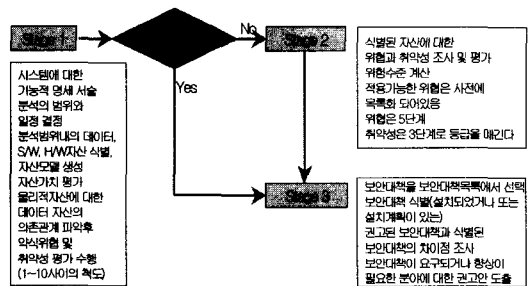 Stage 1
No
Stage 2
Yes
시스템에 대한
기능적 명세 서술
분석의 범위와
일정 결정
분석범위내의 데이터,
S/W, H/W자산 식별,
자산모델 생성
자산가치 평가
물리적자산에 대한
데이터 자산의
의존관계 파악후
약식위협 및
취약성 평가 수행
(1~10사이의 척도)
식별된 자산에 대한
위협과 취약성 조사 및 평가
위험수준 계산
적용가능한 위협은 사전에
목록화 되어있음
위협은 5단계
취약성은 3단계로 등급을 매긴다
Stage 3
보안대책을 보안대책목록에서 선택
보안대책 식별(설치되었거나 또는
설치계획이 있는)
권고된 보안대책과 식별된
보안대책의 차이점 조사
보안대책이 요구되거나 향상이
필요한 분야에 대한 권고안 도출